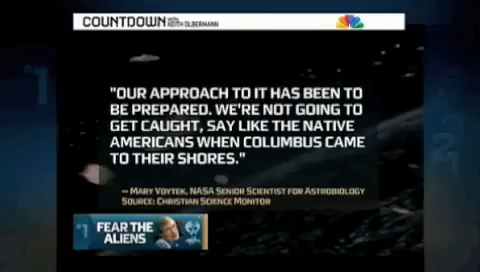 COUNTDOWN WITH KEITH OLBERMANN
"OUR APPROACH TO IT HAS BEEN TO
BE PREPARED. WE'RE NOT GOING TO
GET CAUGHT, SAY LIKE THE NATIVE
AMERICANS WHEN COLUMBUS CAME
TO THEIR SHORES."
— MARY VOYTEK, NASA SENIOR SCIENTIST FOR ASTROBIOLOGY
SOURCE: CHRISTIAN SCIENCE MONITOR
#1 FEAR THE
ALIENS